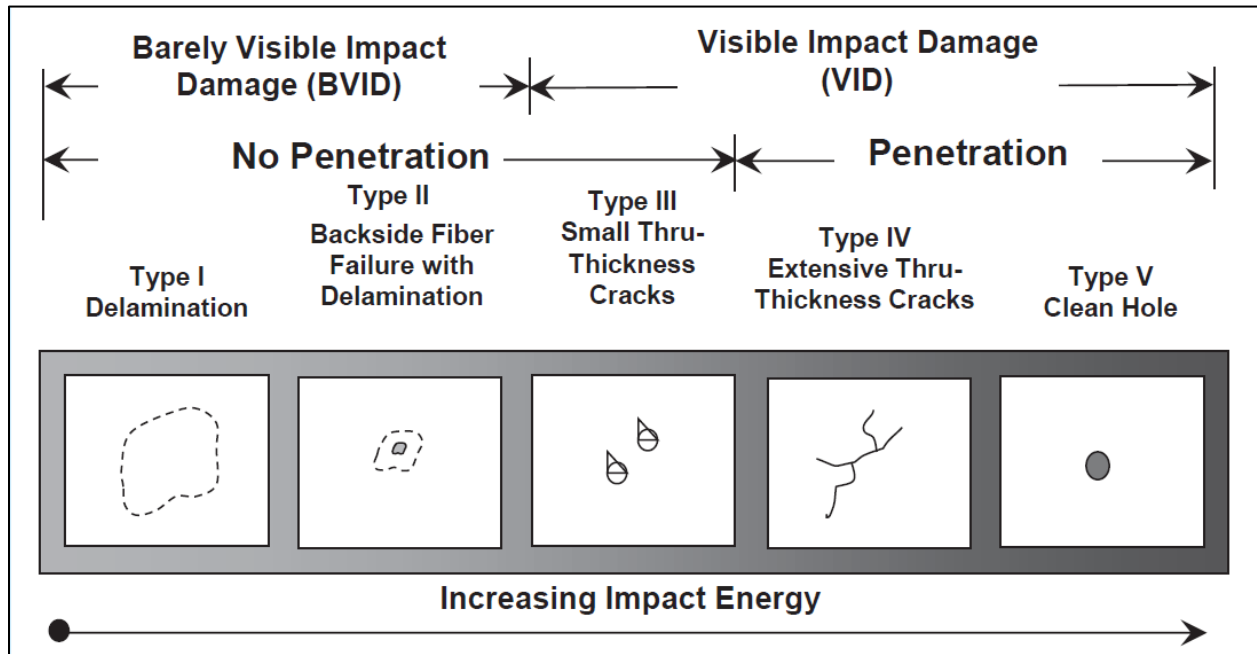 Barely Visible Impact
Damage (BVID)
Visible Impact Damage
(VID)
No Penetration
Penetration
Type I
Delamination
Type II
Backside Fiber
Failure with
Delamination
Type III
Small Thru-
Thickness
Cracks
Type IV
Extensive Thru-
Thickness Cracks
Type V
Clean Hole
Increasing Impact Energy